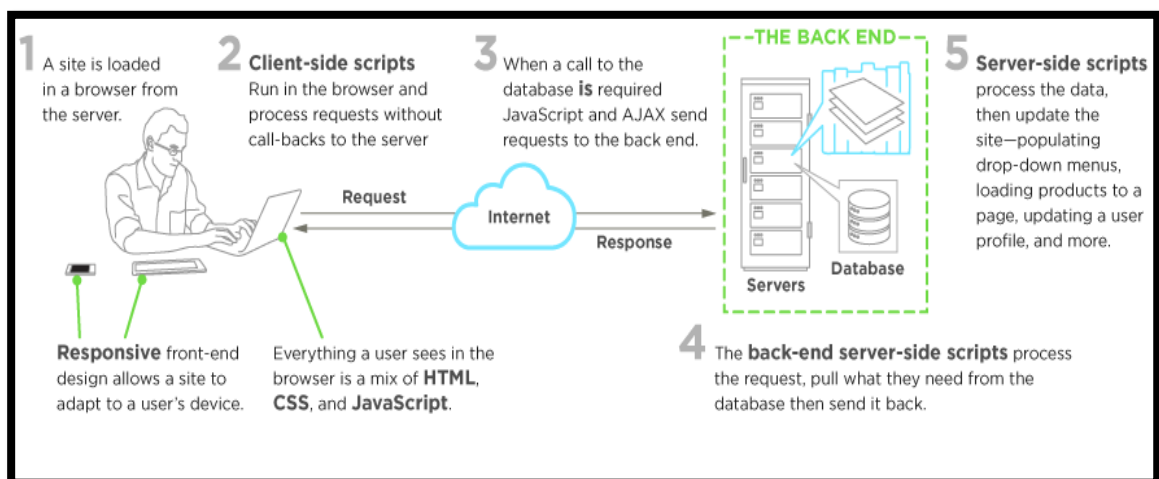 1 A site is loaded
in a browser from
the server.
2 Client-side scripts
Run in the browser and
process requests without
call-backs to the server
3 When a call to the
database is required
JavaScript and AJAX send
requests to the back end.
THE BACK END
5 Server-side scripts
process the data,
then update the
site—populating
drop-down menus,
loading products to a
page, updating a user
profile, and more.
Request
Internet
Response
Servers
Database
Responsive front-end
design allows a site to
adapt to a user's device.
Everything a user sees in the
browser is a mix of HTML,
CSS, and JavaScript.
4 The back-end server-side scripts process
the request, pull what they need from the
database then send it back.